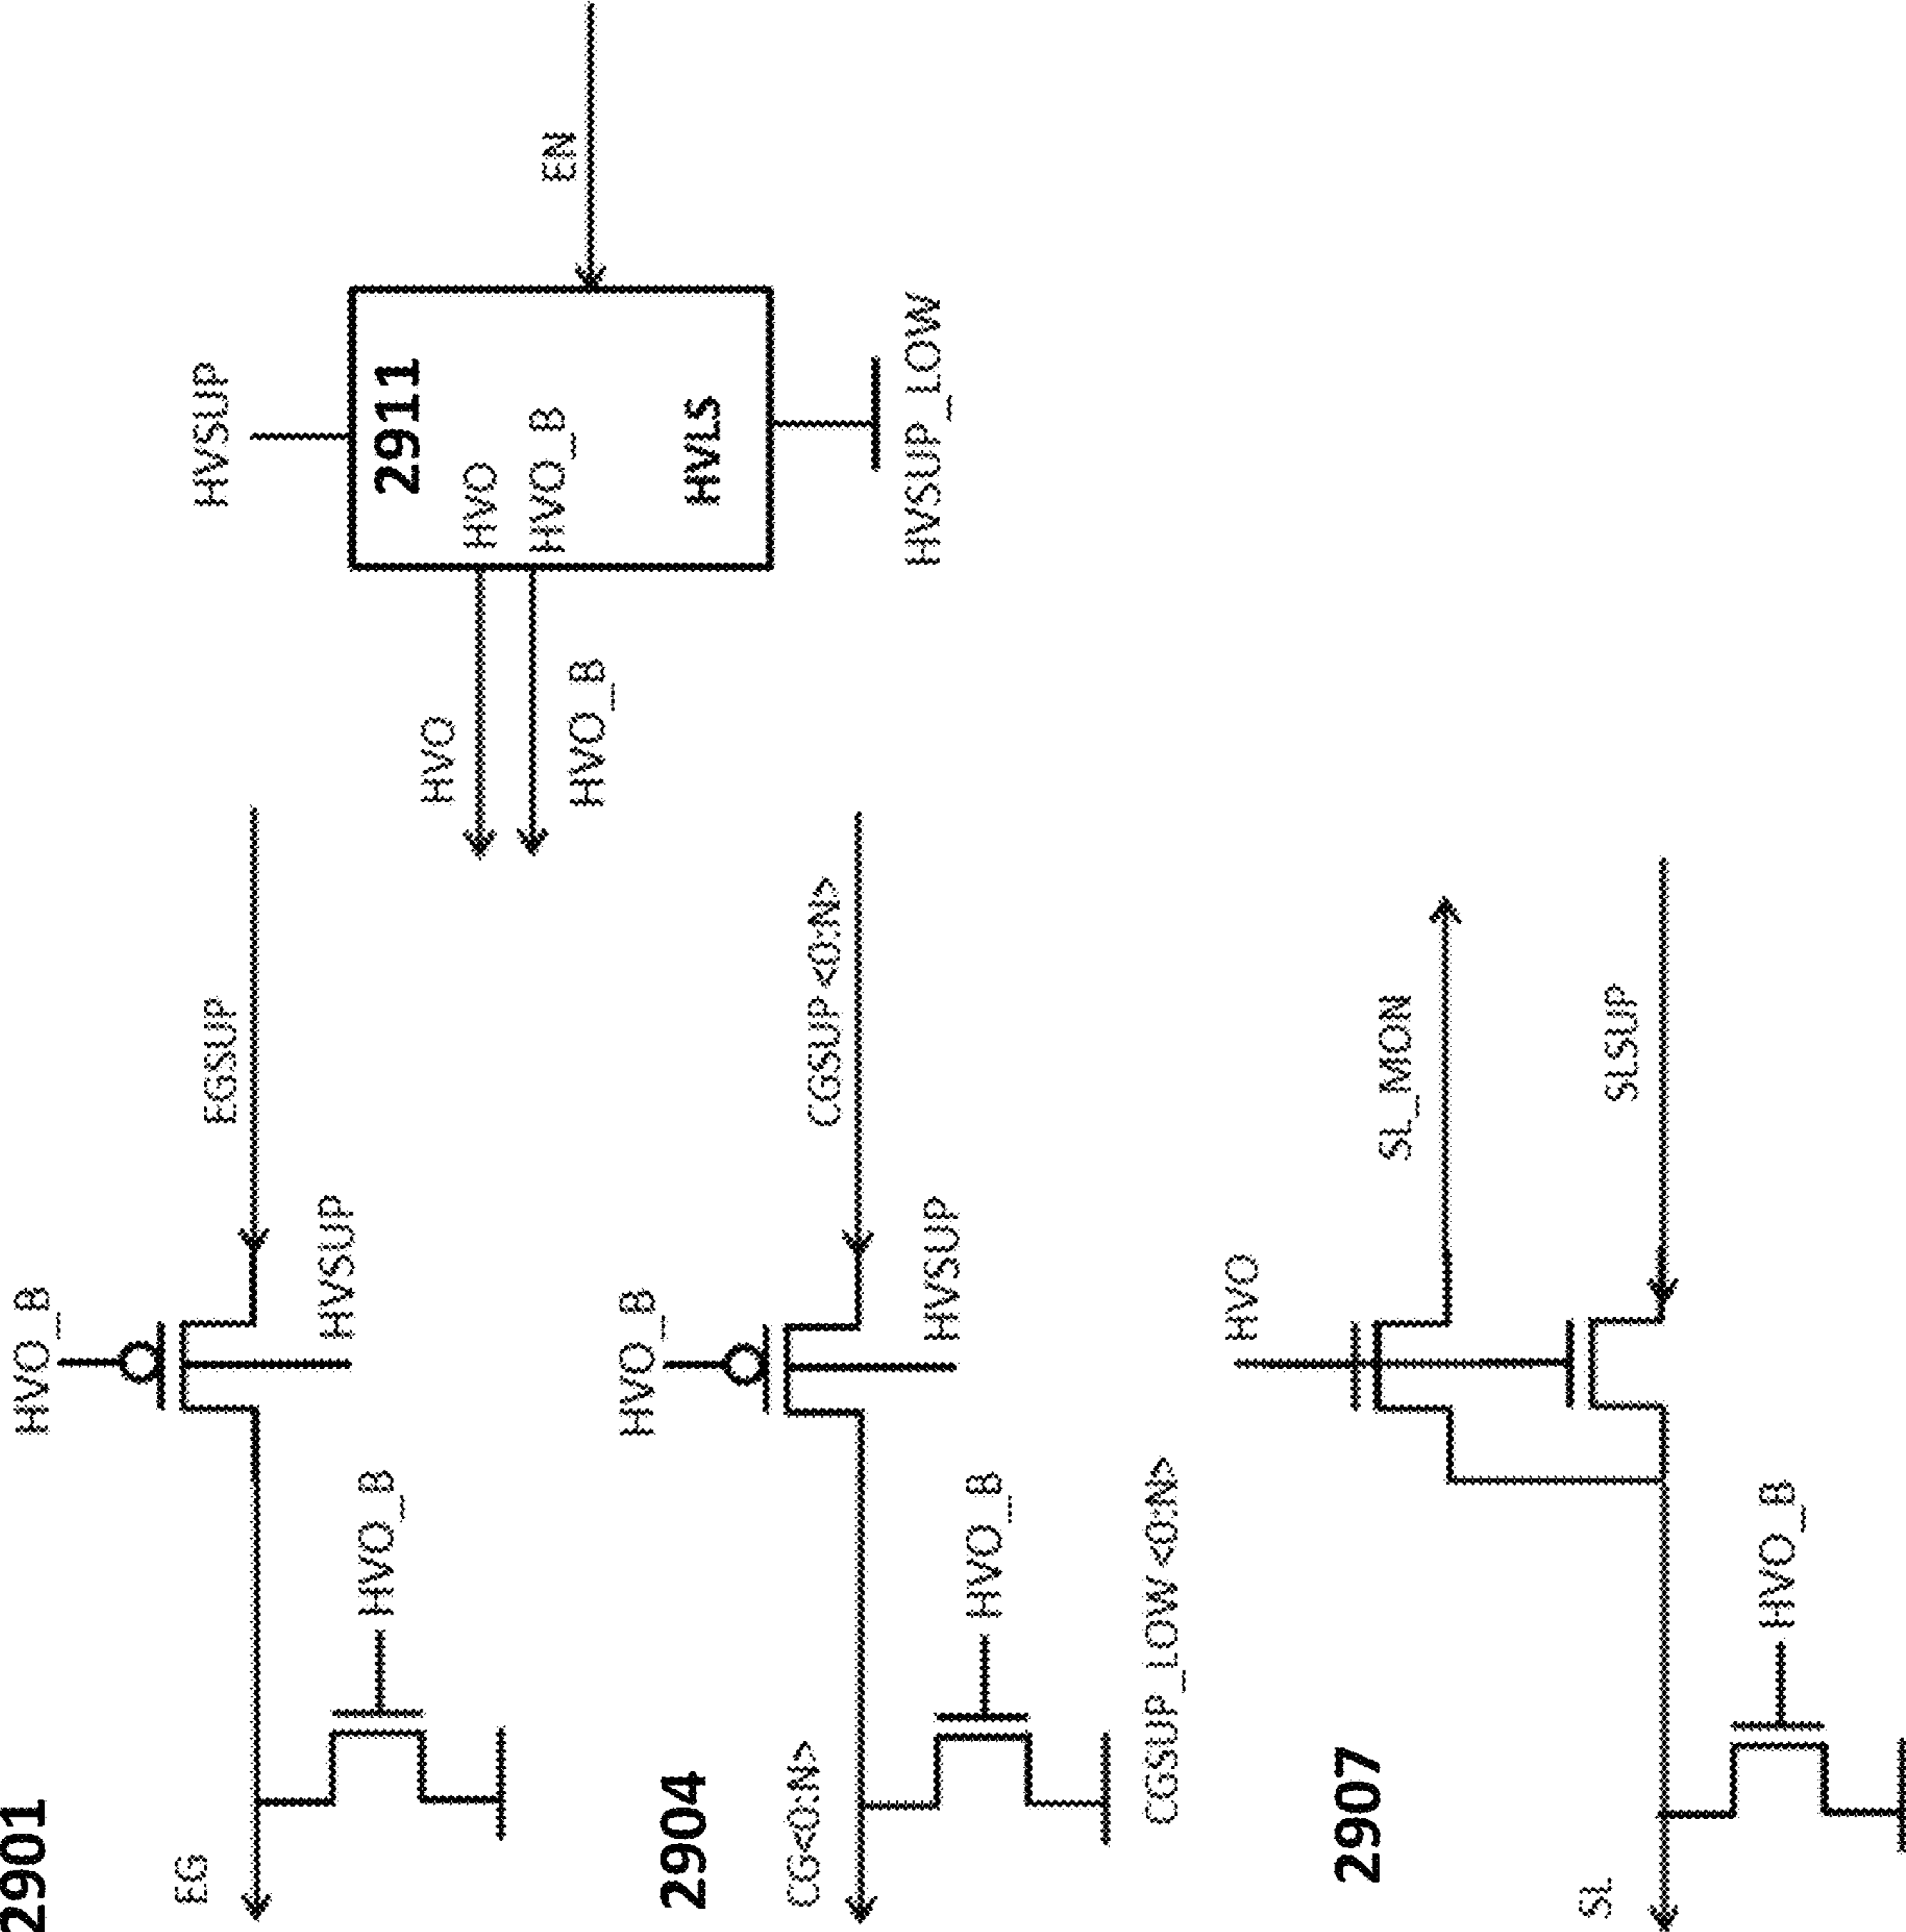 2901
EG
HVO_B
HVO_B
HVSUP
EGSUP
HVO
HVO_B
HVSUP
2911
HVO
HVO_B
HVLS
HVSUP_LOW
EN
2904
CG<0:N>
HVO_B
HVO_B
HVSUP
CGSUP <0:N>
CGSUP_LOW <0:N>
2907
SL
HVO_B
HVO
SL_MON
SLSUP